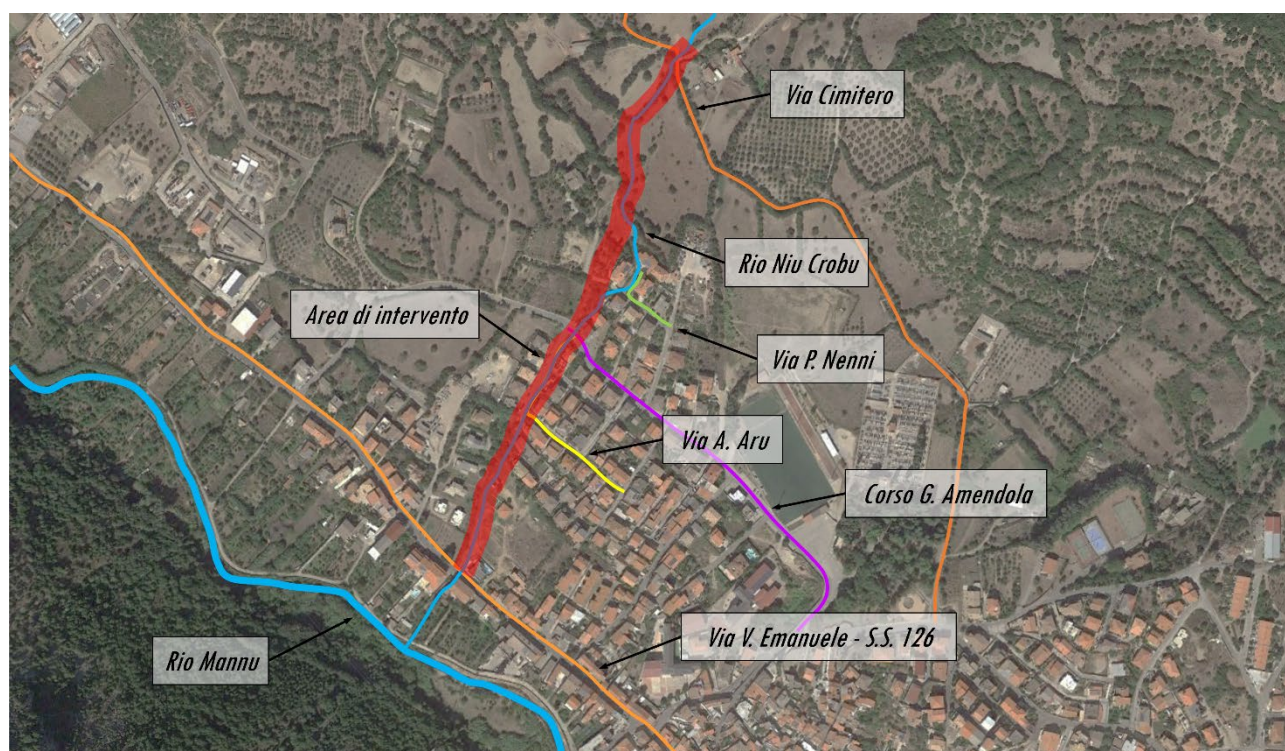 Via Cimitero
Rio Niu Crobu
Area di intervento
Via P. Nenni
Via A. Aru
Corso G. Amendola
Via V. Emanuele - S.S. 126
Rio Mannu